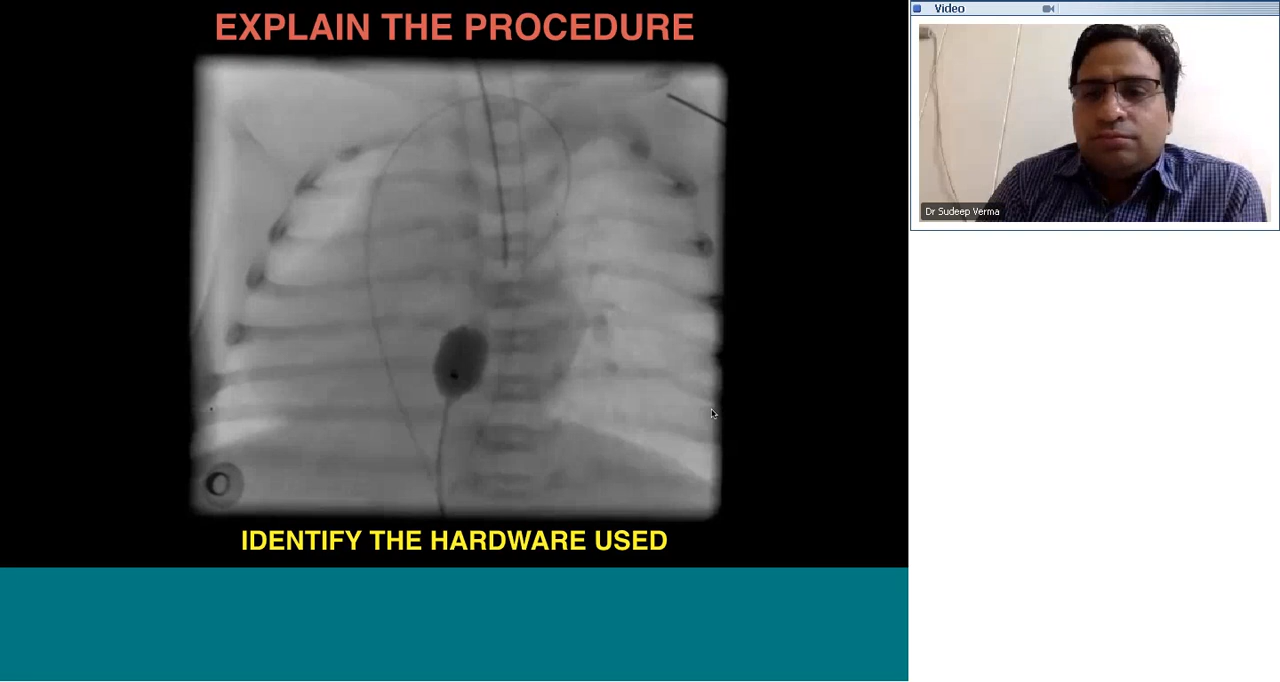 EXPLAIN THE PROCEDURE
Video
Dr Sudeep Verma
IDENTIFY THE HARDWARE USED